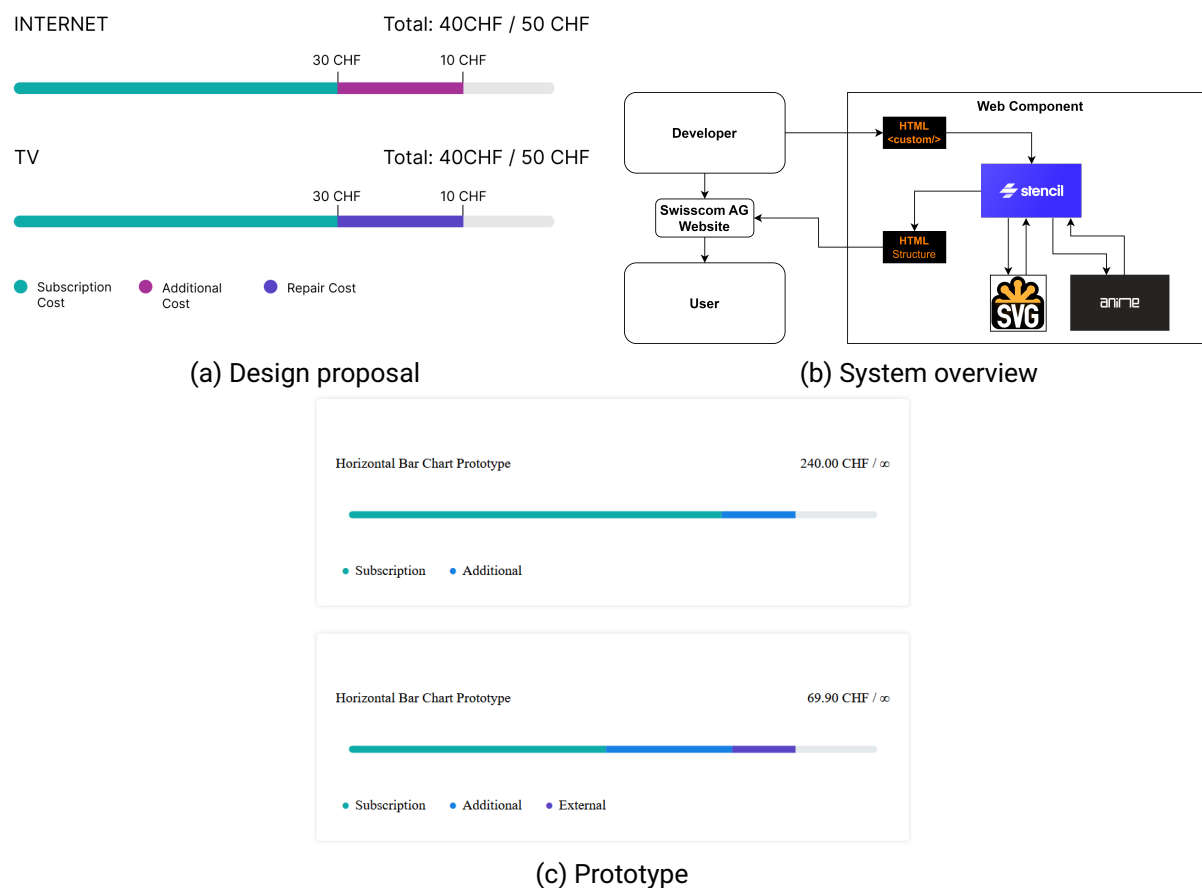 INTERNET
Total: 40CHF / 50 CHF
30 CHF
10 CHF
TV
Total: 40CHF / 50 CHF
30 CHF
10 CHF
Subscription
Cost
Additional
Cost
Repair Cost
(a) Design proposal
Web Component
Developer
HTML
<custom/>
stencil
Swisscom AG
Website
HTML
Structure
User
SVG
anime
(b) System overview
Horizontal Bar Chart Prototype
240.00 CHF / ∞
Subscription
Additional
Horizontal Bar Chart Prototype
69.90 CHF / ∞
Subscription
Additional
External
(c) Prototype